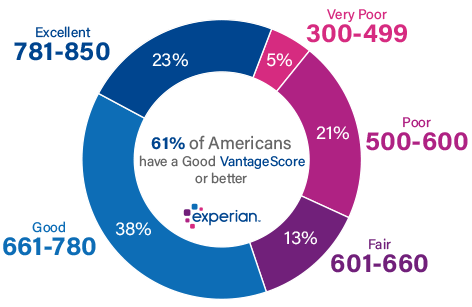 Excellent
781-850
Very Poor
300-499
23%
5%
Poor
500-600
21%
61% of Americans
have a Good VantageScore
or better
experian.
Good
661-780
38%
13%
Fair
601-660